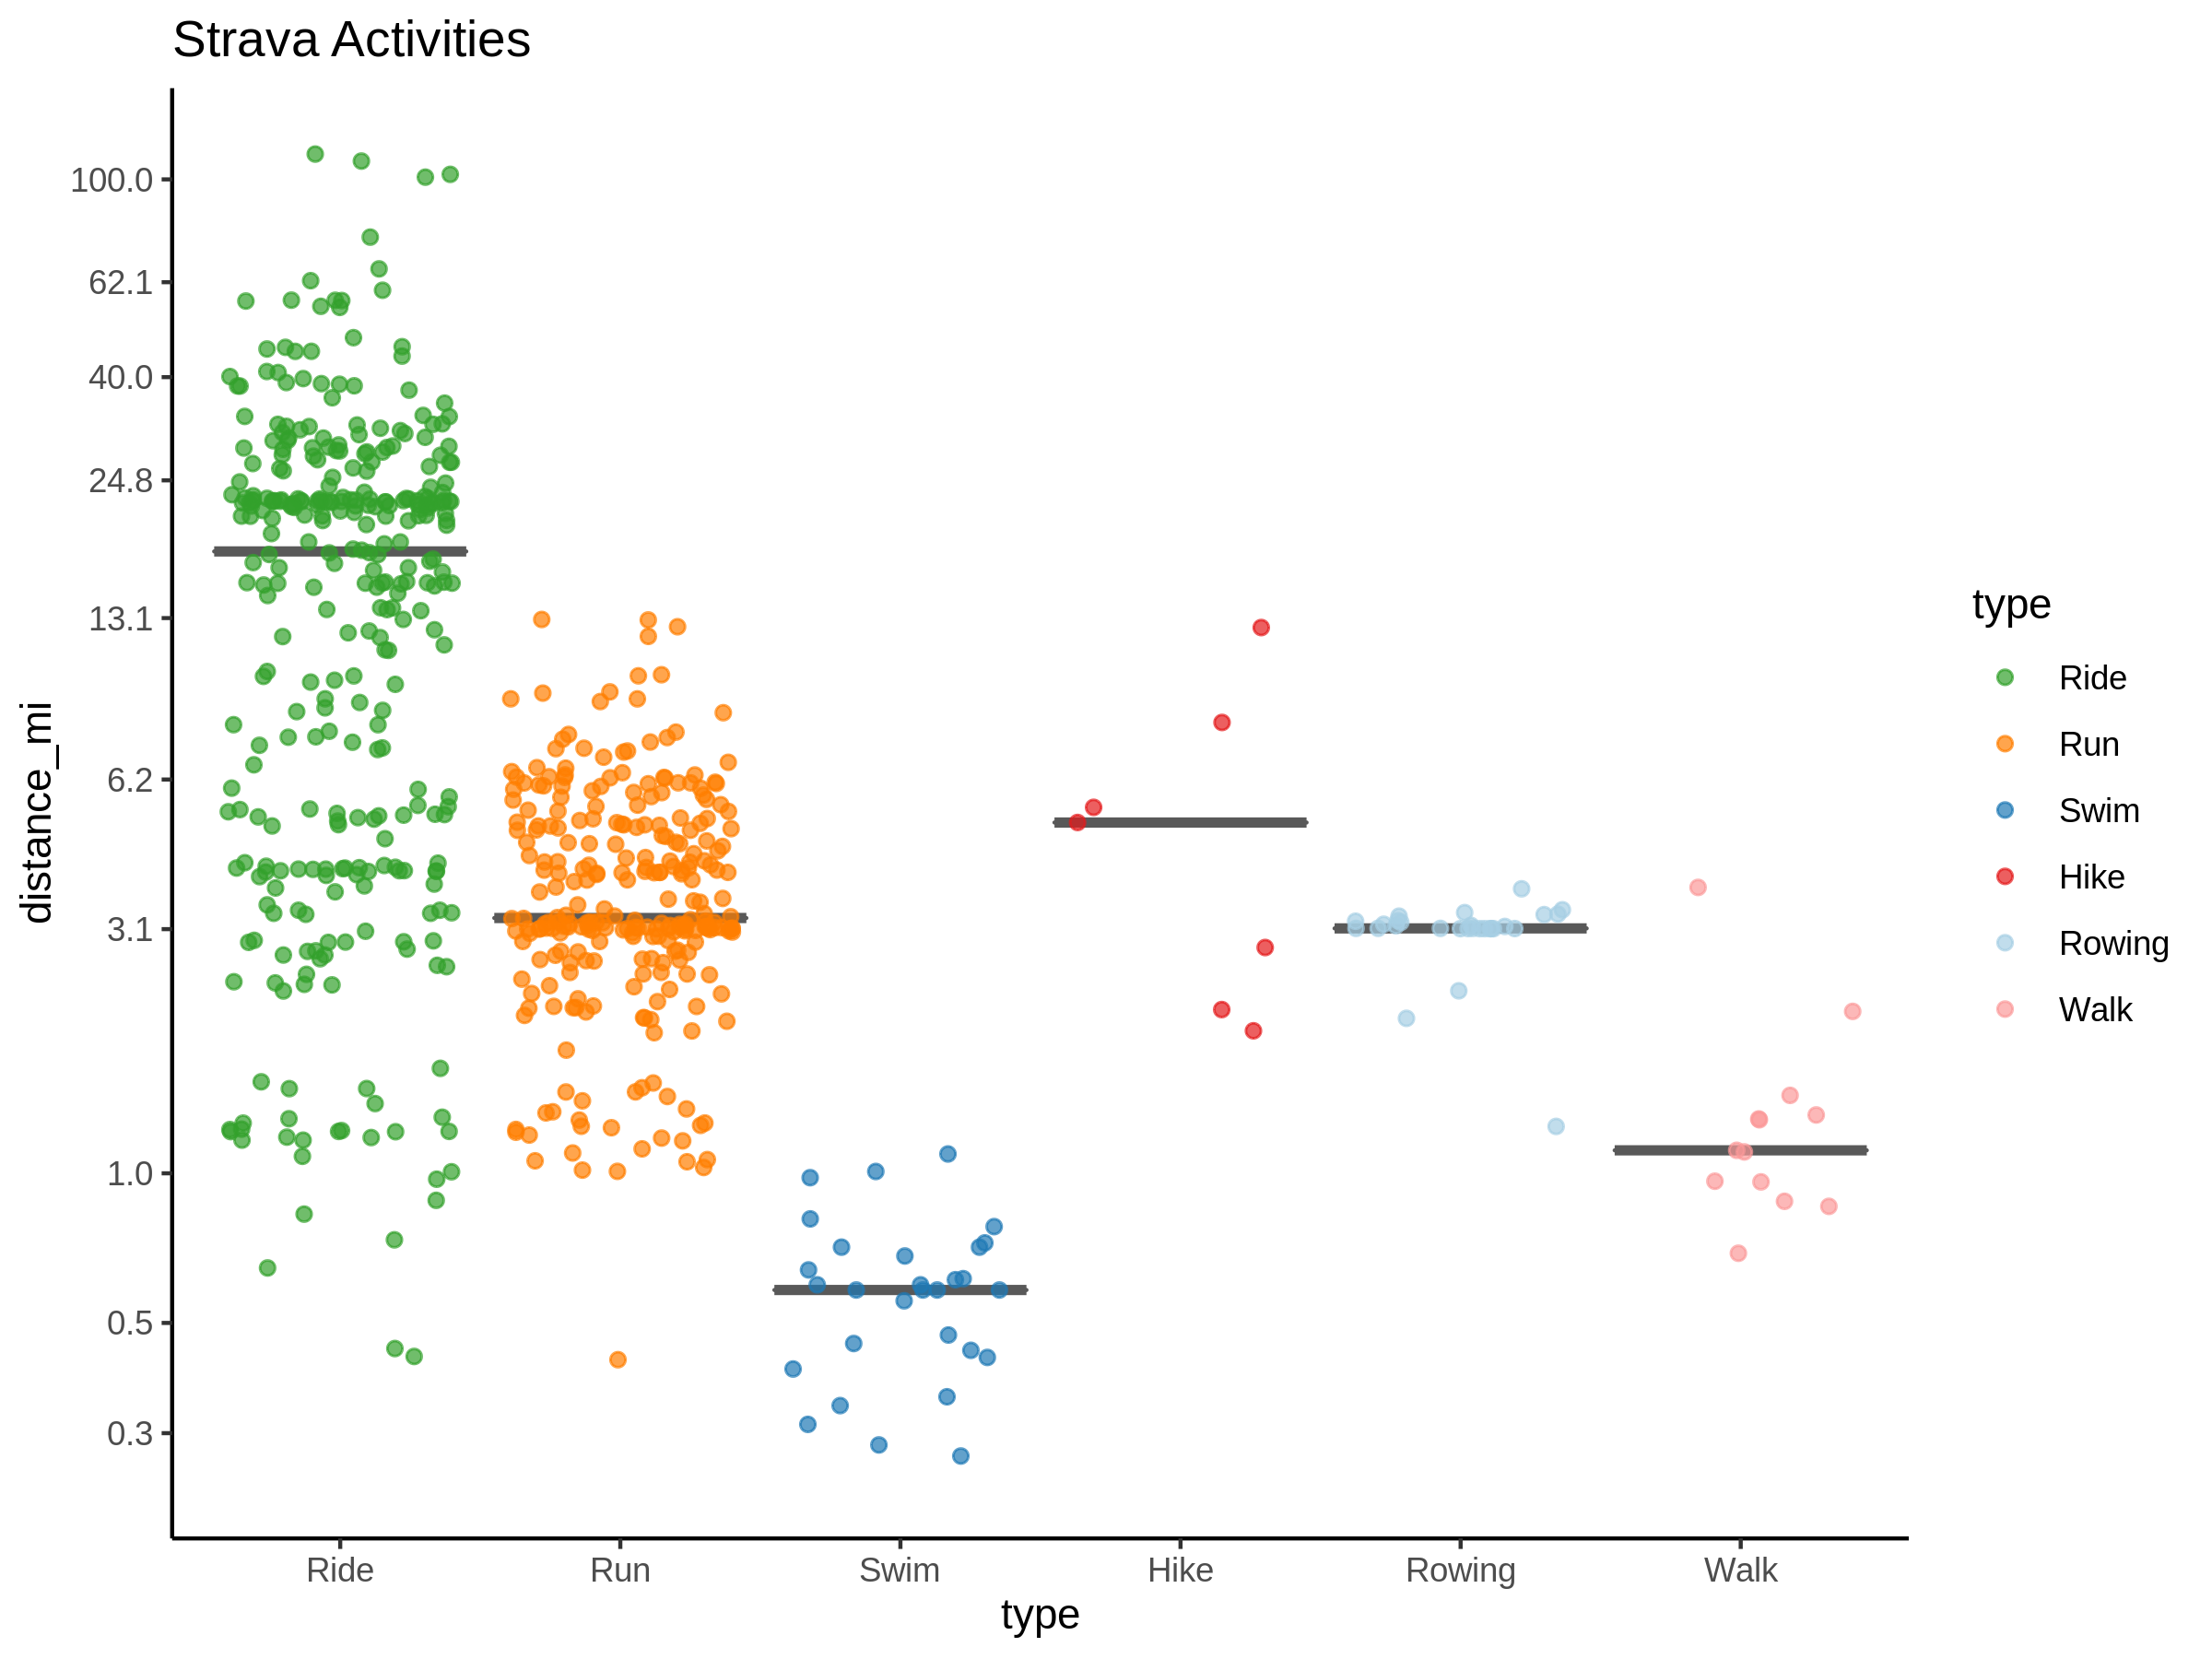 Strava Activities
distance_mi
100.0
62.1
40.0
24.8
13.1
6.2
3.1
1.0
0.5
0.3
Ride Run Swim Hike Rowing Walk
type
type
Ride
Run
Swim
Hike
Rowing
Walk